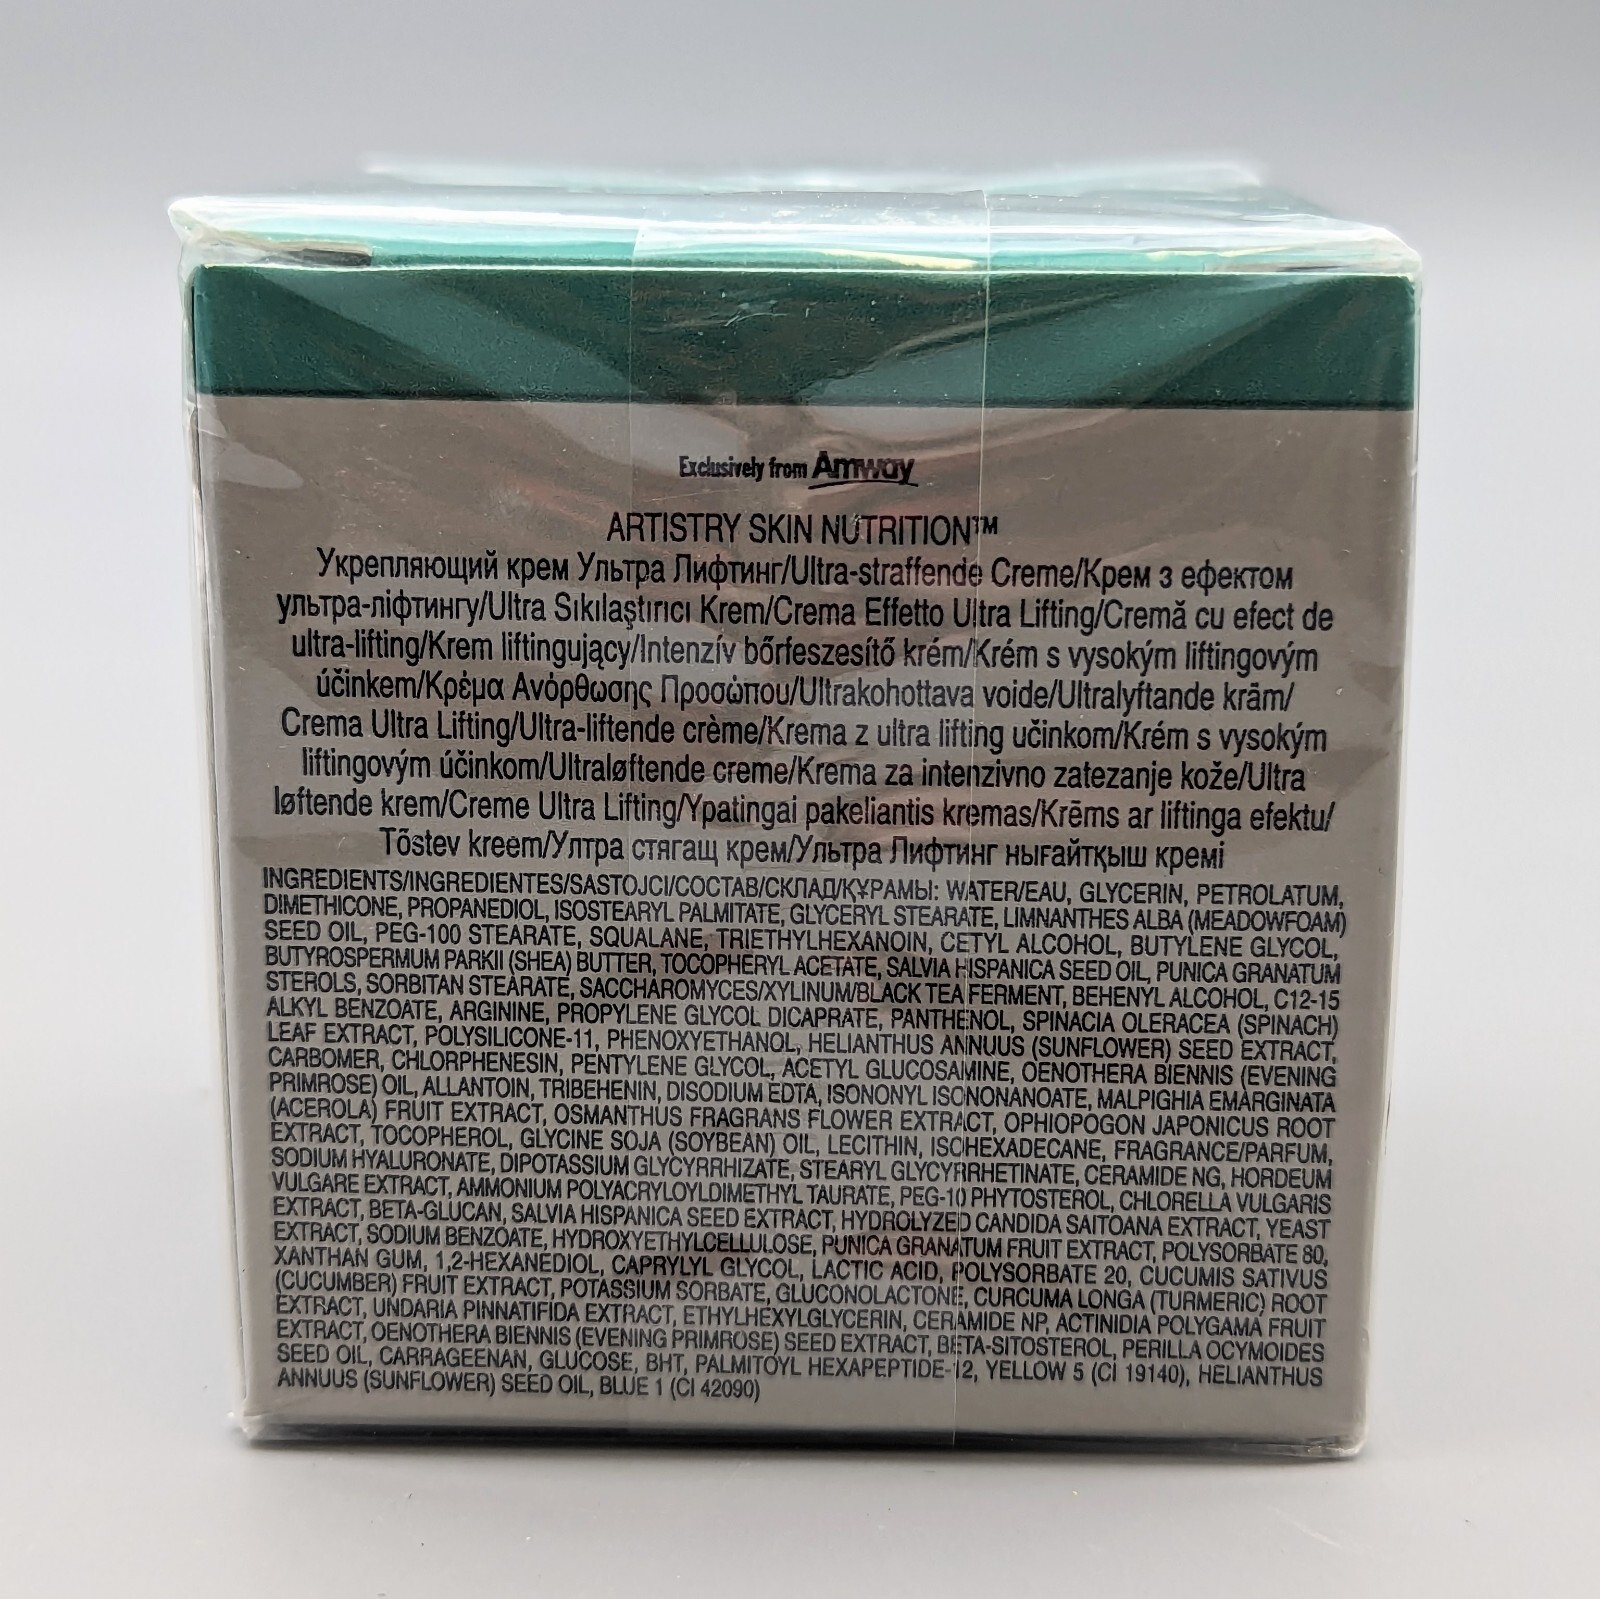 Exclusively from Amway
ARTISTRY SKIN NUTRITION™
Укрепляющий крем Ультра Лифтинг/Ultra-straffende Creme/Крем з ефектом
ультра-ліфтингу/Ultra Sıkılaştırıcı Krem/Crema Effetto Ultra Lifting/Cremă cu efect de
ultra-lifting/Krem liftingujący/Intenzív bőrfeszesítő krém/Krém s vysokým liftingovým
účinkem/Κρέμα Ανόρθωσης Προσώπου/Ultrakohottava voide/Ultralyftande kräm/
Crema Ultra Lifting/Ultra-liftende crème/Krema z ultra lifting učinkom/Krém s vysokým
liftingovým účinkom/Ultraløftende creme/Krema za intenzivno zatezanje kože/Ultra
løftende krem/Creme Ultra Lifting/Ypatingai pakeliantis kremas/Krēms ar liftinga efektu/
Tõstev kreem/Ултра стягащ крем/Ультра Лифтинг нығайтқыш кремі
INGREDIENTS/INGREDIENTES/SASTOJCI/СОСТАВ/СКЛАД/ҚҰРАМЫ: WATER/EAU, GLYCERIN, PETROLATUM,
DIMETHICONE, PROPANEDIOL, ISOSTEARYL PALMITATE, GLYCERYL STEARATE, LIMNANTHES ALBA (MEADOWFOAM)
SEED OIL, PEG-100 STEARATE, SQUALANE, TRIETHYLHEXANOIN, CETYL ALCOHOL, BUTYLENE GLYCOL,
BUTYROSPERMUM PARKII (SHEA) BUTTER, TOCOPHERYL ACETATE, SALVIA HISPANICA SEED OIL, PUNICA GRANATUM
STEROLS, SORBITAN STEARATE, SACCHAROMYCES/XYLINUM/BLACK TEA FERMENT, BEHENYL ALCOHOL, C12-15
ALKYL BENZOATE, ARGININE, PROPYLENE GLYCOL DICAPRATE, PANTHENOL, SPINACIA OLERACEA (SPINACH)
LEAF EXTRACT, POLYSILICONE-11, PHENOXYETHANOL, HELIANTHUS ANNUUS (SUNFLOWER) SEED EXTRACT,
CARBOMER, CHLORPHENESIN, PENTYLENE GLYCOL, ACETYL GLUCOSAMINE, OENOTHERA BIENNIS (EVENING
PRIMROSE) OIL, ALLANTOIN, TRIBEHENIN, DISODIUM EDTA, ISONONYL ISONONANOATE, MALPIGHIA EMARGINATA
(ACEROLA) FRUIT EXTRACT, OSMANTHUS FRAGRANS FLOWER EXTRACT, OPHIOPOGON JAPONICUS ROOT
EXTRACT, TOCOPHEROL, GLYCINE SOJA (SOYBEAN) OIL, LECITHIN, ISOHEXADECANE, FRAGRANCE/PARFUM,
SODIUM HYALURONATE, DIPOTASSIUM GLYCYRRHIZATE, STEARYL GLYCYRRHETINATE, CERAMIDE NG, HORDEUM
VULGARE EXTRACT, AMMONIUM POLYACRYLOYLDIMETHYL TAURATE, PEG-10 PHYTOSTEROL, CHLORELLA VULGARIS
EXTRACT, BETA-GLUCAN, SALVIA HISPANICA SEED EXTRACT, HYDROLYZED CANDIDA SAITOANA EXTRACT, YEAST
EXTRACT, SODIUM BENZOATE, HYDROXYETHYLCELLULOSE, PUNICA GRANATUM FRUIT EXTRACT, POLYSORBATE 80,
XANTHAN GUM, 1,2-HEXANEDIOL, CAPRYLYL GLYCOL, LACTIC ACID, POLYSORBATE 20, CUCUMIS SATIVUS
(CUCUMBER) FRUIT EXTRACT, POTASSIUM SORBATE, GLUCONOLACTONE, CURCUMA LONGA (TURMERIC) ROOT
EXTRACT, UNDARIA PINNATIFIDA EXTRACT, ETHYLHEXYLGLYCERIN, CERAMIDE NP, ACTINIDIA POLYGAMA FRUIT
EXTRACT, OENOTHERA BIENNIS (EVENING PRIMROSE) SEED EXTRACT, BETA-SITOSTEROL, PERILLA OCYMOIDES
SEED OIL, CARRAGEENAN, GLUCOSE, BHT, PALMITOYL HEXAPEPTIDE-12, YELLOW 5 (CI 19140), HELIANTHUS
ANNUUS (SUNFLOWER) SEED OIL, BLUE 1 (CI 42090)